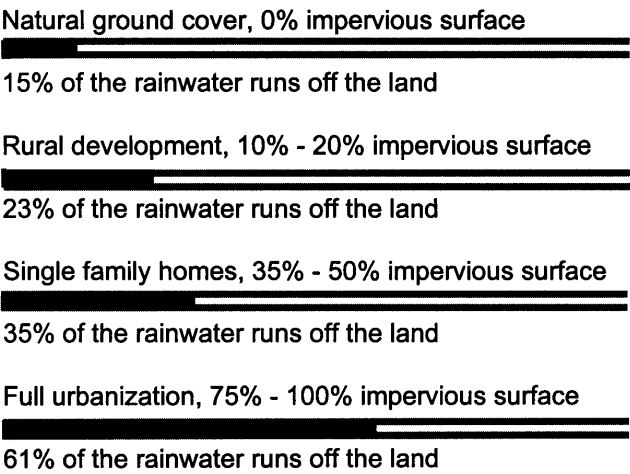 Natural ground cover, 0% impervious surface
15% of the rainwater runs off the land
Rural development, 10% - 20% impervious surface
23% of the rainwater runs off the land
Single family homes, 35% - 50% impervious surface
35% of the rainwater runs off the land
Full urbanization, 75% - 100% impervious surface
61% of the rainwater runs off the land